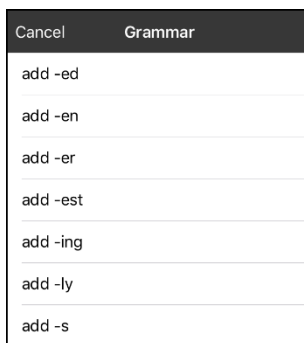 Cancel Grammar
add -ed
add -en
add -er
add -est
add -ing
add -ly
add -s